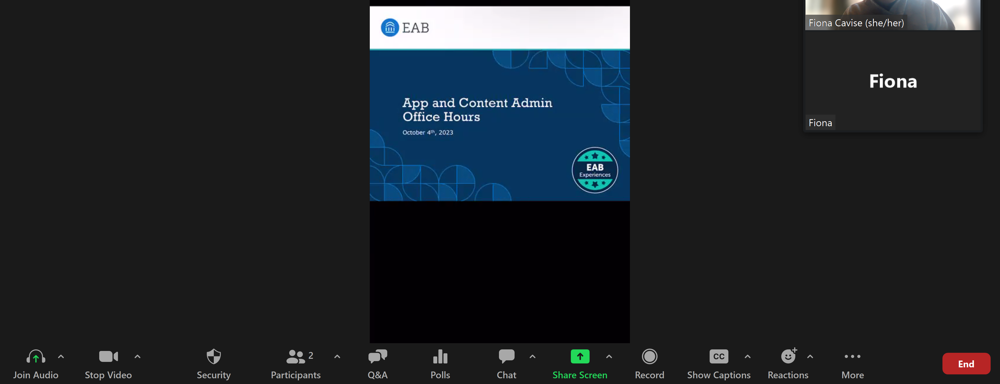 EAB
App and Content Admin
Office Hours
October 4th, 2023
EAB
Experiences
Fiona Cavise (she/her)
Fiona
Fiona
Join Audio
Stop Video
Security
2
Participants
Q&A
Polls
Chat
Share Screen
Record
CC
Show Captions
Reactions
More
End